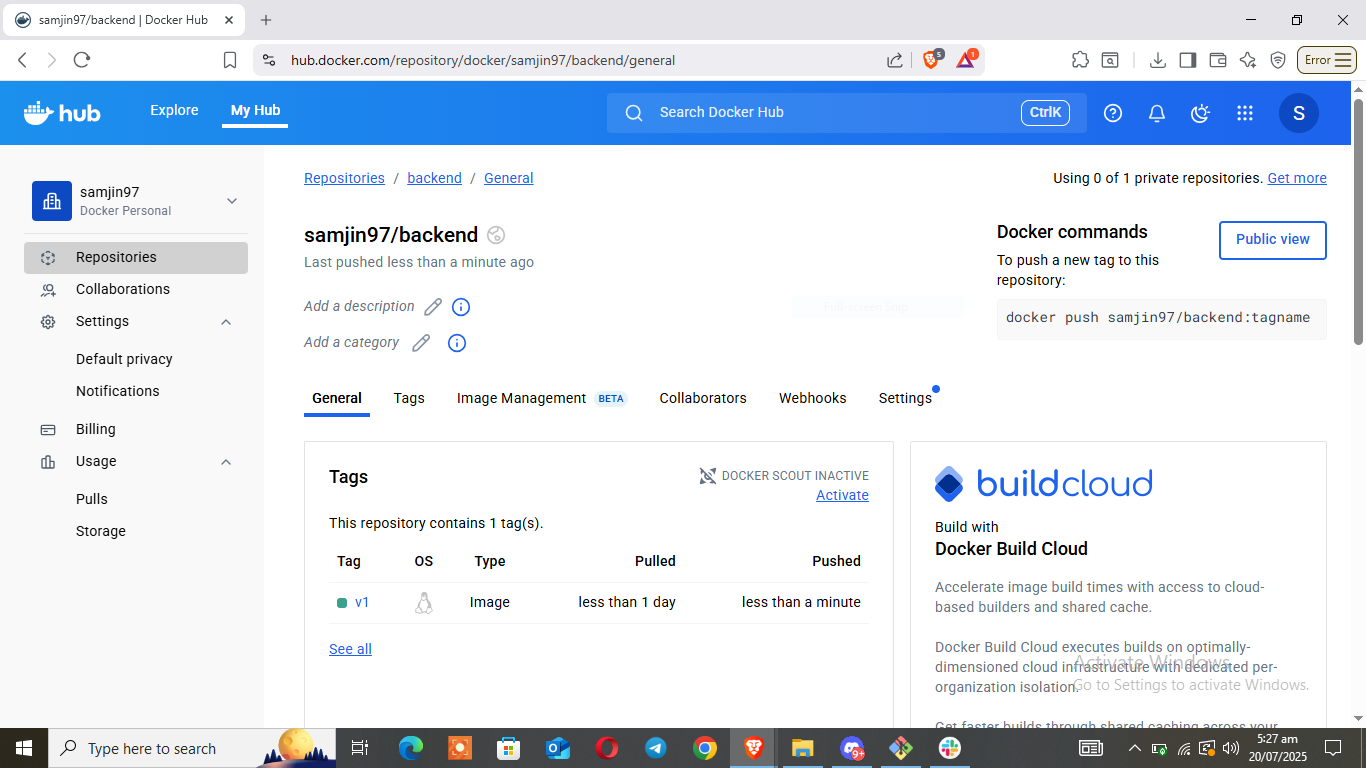 samjin97/backend | Docker Hub
hub.docker.com/repository/docker/samjin97/backend/general
5
1
Error
hub
Explore
My Hub
Search Docker Hub
CtrlK
S
samjin97
Docker Personal
Repositories
Collaborations
Settings
Default privacy
Notifications
Billing
Usage
Pulls
Storage
Repositories / backend / General
Using 0 of 1 private repositories. Get more
samjin97/backend
Last pushed less than a minute ago
Add a description
Add a category
Docker commands
Public view
To push a new tag to this
repository:
docker push samjin97/backend:tagname
General
Tags
Image Management BETA
Collaborators
Webhooks
Settings
Tags
DOCKER SCOUT INACTIVE
Activate
This repository contains 1 tag(s).
Tag OS Type Pulled Pushed
v1 Image less than 1 day less than a minute
See all
buildcloud
Build with
Docker Build Cloud
Accelerate image build times with access to cloud-
based builders and shared cache.
Docker Build Cloud executes builds on optimally-
dimensioned cloud infrastructure with dedicated per-
organization isolation.
Get faster builds through shared caching across your
Activate Windows
Go to Settings to activate Windows.
Type here to search
9+
5:27 am
20/07/2025